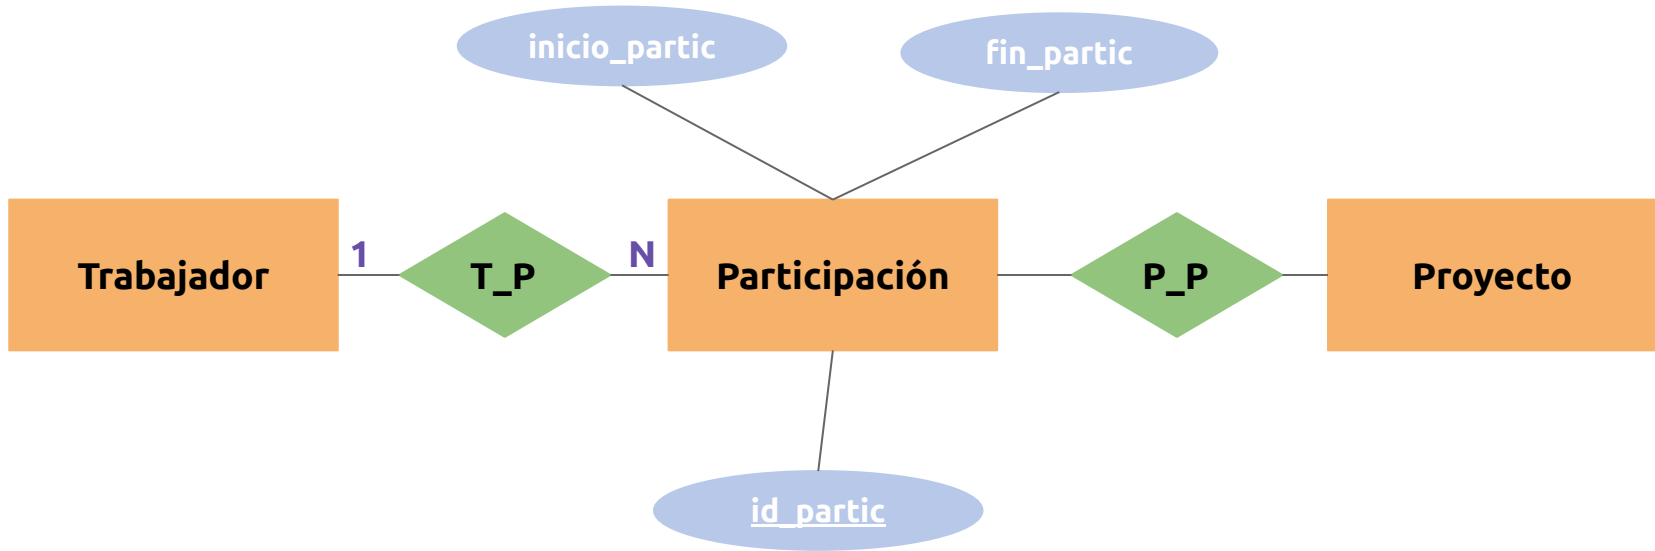 inicio_partic
fin_partic
Trabajador
1
T_P
N
Participación
P_P
Proyecto
id_partic